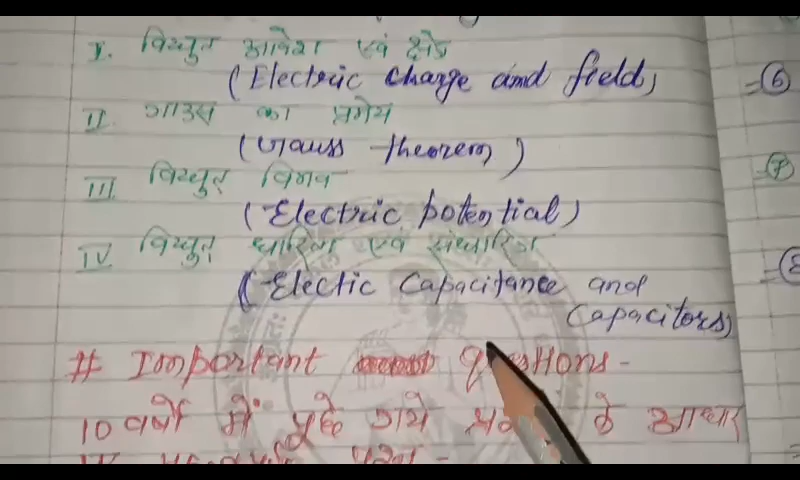 I. विद्युत आवेश एवं क्षेत्र
(Electric Charge and field)
II. गाउस का प्रमेय
(Gauss theorem)
III विद्युत् विभव
(Electric potential)
IV विद्युत् धारिता एवं संधारित्र
(Electic Capacitance and
Capacitors)
# Important questions-
10 वर्षों में पूछे गये के आधार
=6
=7